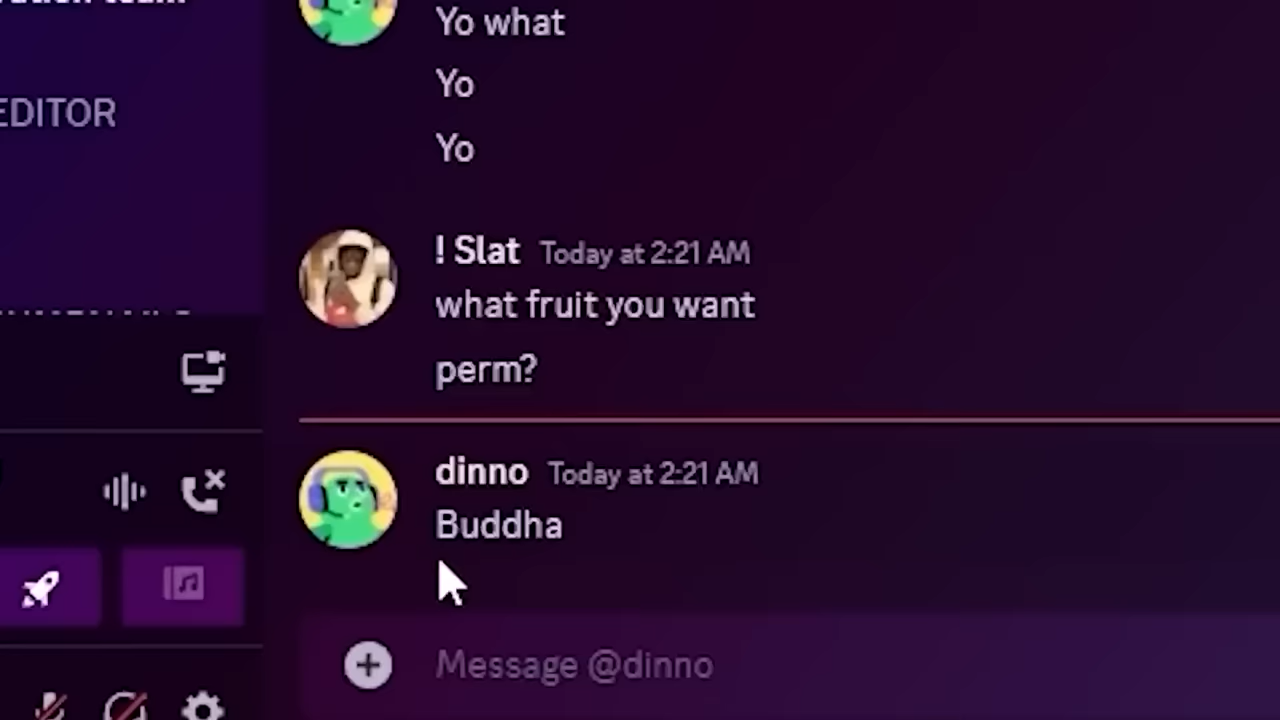 Yo what
EDITOR
Yo
Yo
! Slat Today at 2:21 AM
what fruit you want
perm?
dinno Today at 2:21 AM
Buddha
Message @dinno